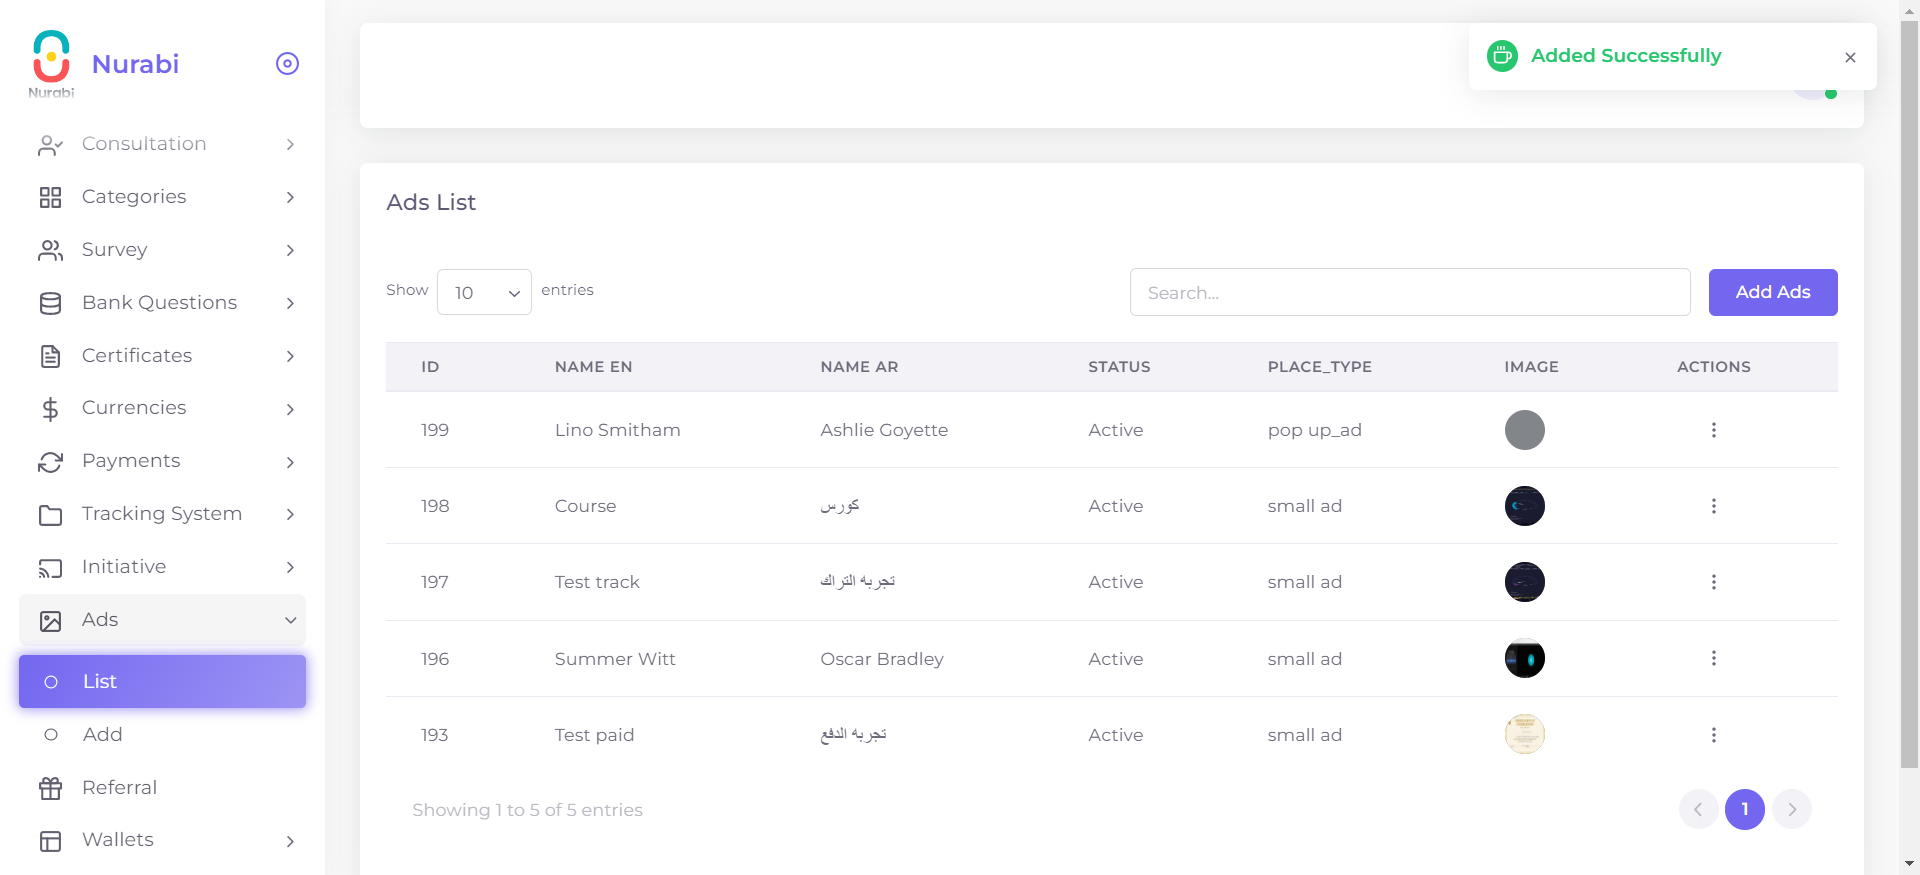 Nurabi
Nurabi
Consultation
Categories
Survey
Bank Questions
Certificates
Currencies
Payments
Tracking System
Initiative
Ads
List
Add
Referral
Wallets
Added Successfully
Ads List
Show 10 entries
Search...
Add Ads
ID NAME EN NAME AR STATUS PLACE_TYPE IMAGE ACTIONS
199 Lino Smitham Ashlie Goyette Active pop up_ad
198 Course كورس Active small ad
197 Test track تجربه التراك Active small ad
196 Summer Witt Oscar Bradley Active small ad
193 Test paid تجربه الدفع Active small ad
Showing 1 to 5 of 5 entries
1